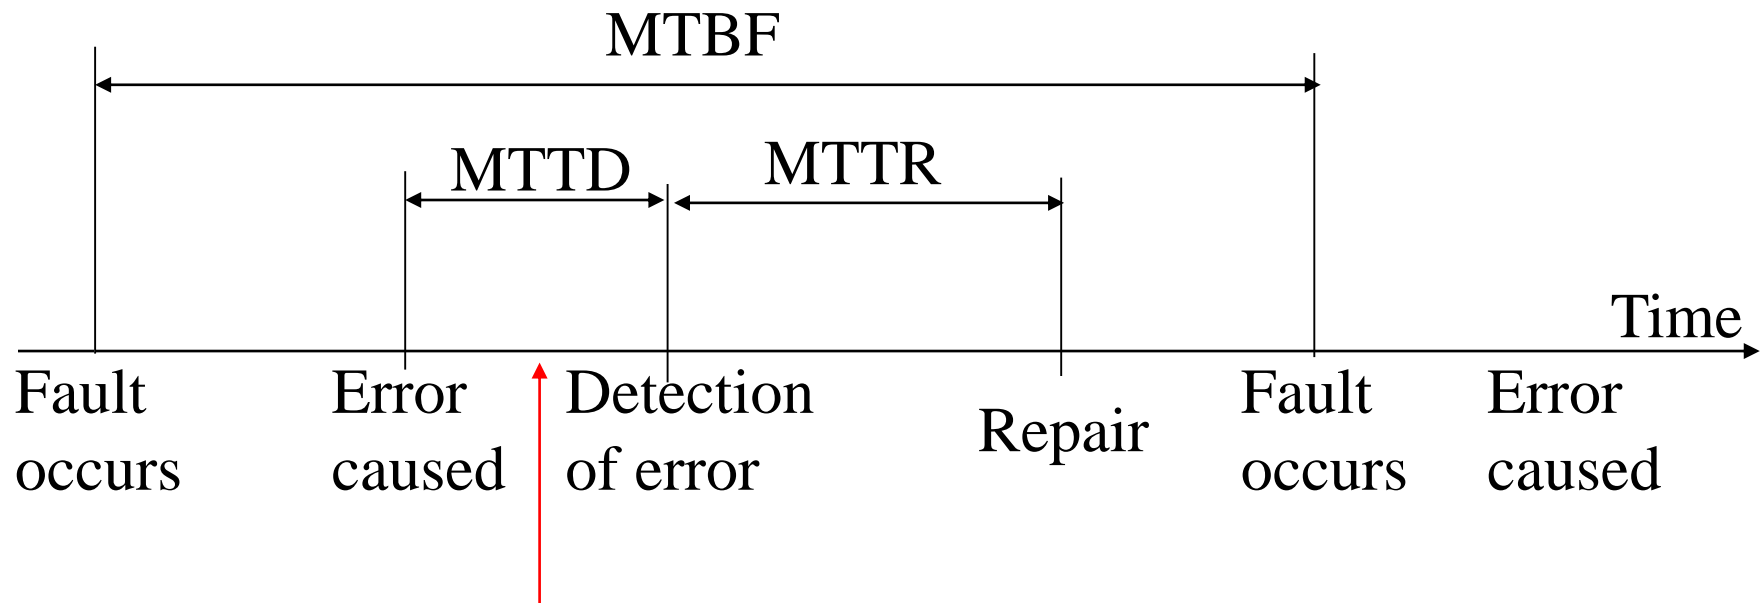 MTBF
MTTD
MTTR
Time
Fault
occurs
Error
caused
Detection
of error
Repair
Fault
occurs
Error
caused